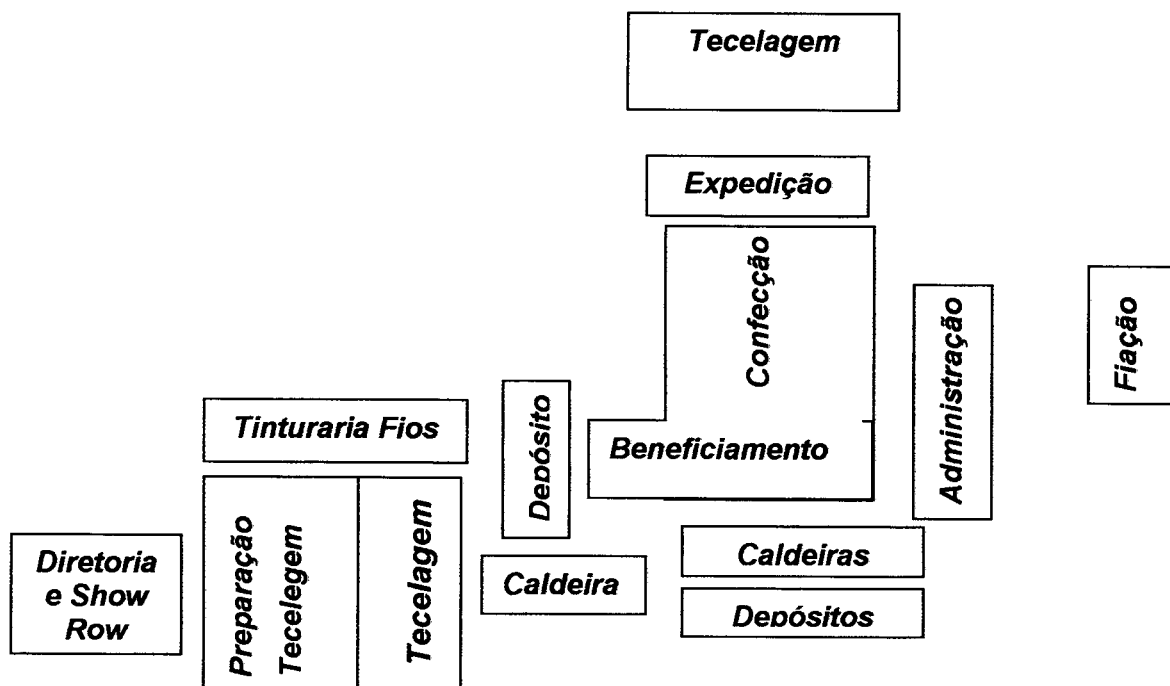 Tecelagem
Expedição
Confecção
Administração
Fiação
Tinturaria Fios
Depósito
Beneficiamento
Diretoria
e Show
Row
Preparação
Tecelegem
Tecelagem
Caldeira
Caldeiras
Depósitos